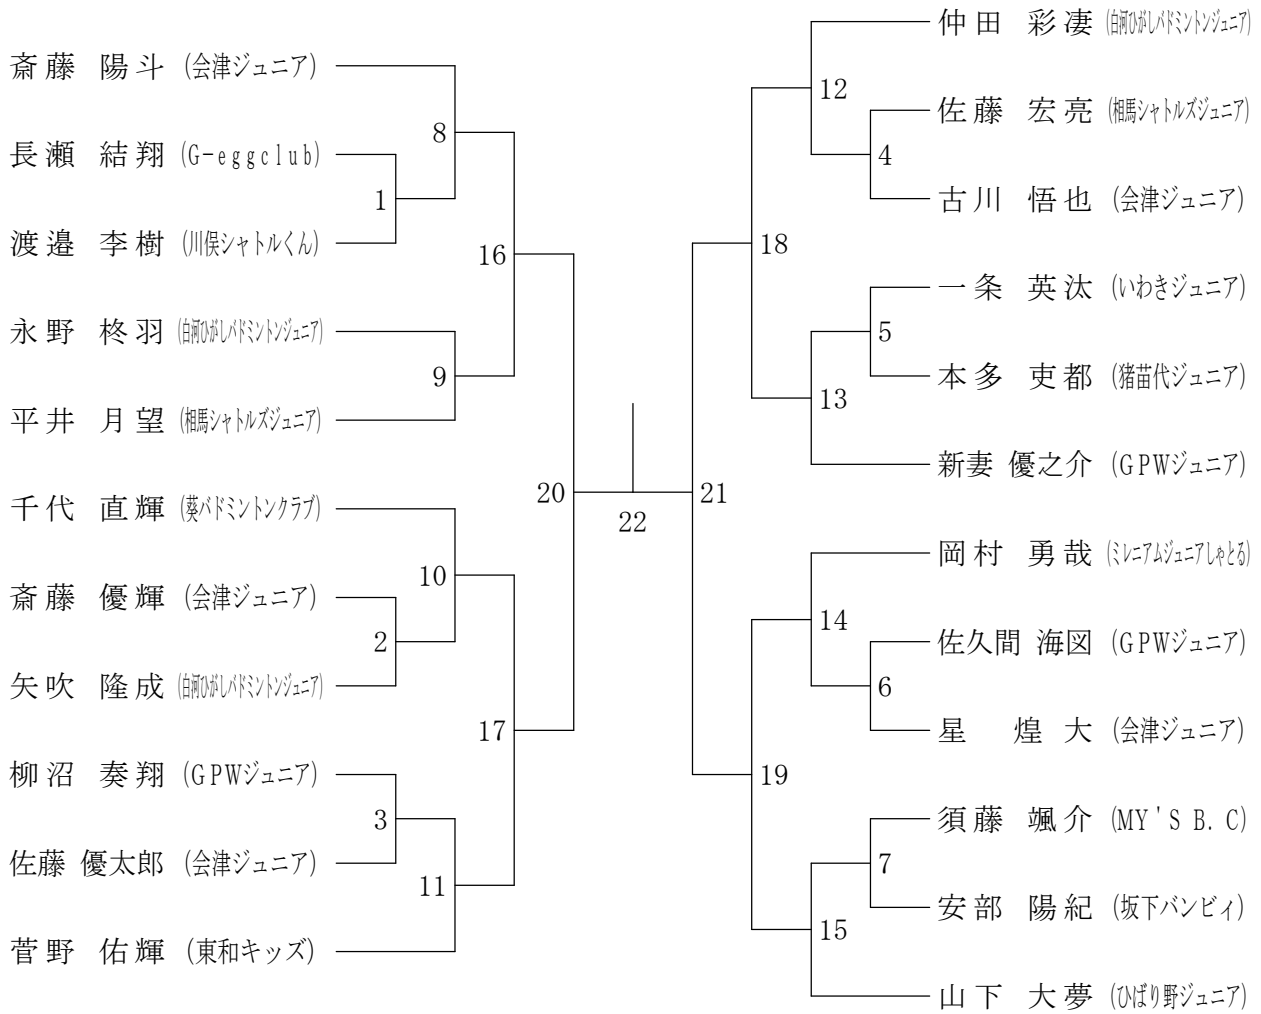 斎藤 陽斗 (会津ジュニア)
長瀬 結翔 (G-eggclub)
渡邉 李樹 (川俣シャトルくん)
永野 柊羽 (白河ひがしバドミントンジュニア)
平井 月望 (相馬シャトルズジュニア)
千代 直輝 (葵バドミントンクラブ)
斎藤 優輝 (会津ジュニア)
矢吹 隆成 (白河ひがしバドミントンジュニア)
柳沼 奏翔 (GPWジュニア)
佐藤 優太郎 (会津ジュニア)
菅野 佑輝 (東和キッズ)
8
1
16
9
20
10
2
17
3
11
22
仲田 彩凄 (白河ひがしバドミントンジュニア)
佐藤 宏亮 (相馬シャトルズジュニア)
古川 悟也 (会津ジュニア)
一条 英汰 (いわきジュニア)
本多 吏都 (猪苗代ジュニア)
新妻 優之介 (GPWジュニア)
岡村 勇哉 (ミレニアムジュニアしゃとる)
佐久間 海図 (GPWジュニア)
星 煌大 (会津ジュニア)
須藤 颯介 (MY'S B.C)
安部 陽紀 (坂下バンビィ)
山下 大夢 (ひばり野ジュニア)
12
4
18
5
13
21
14
6
19
7
15